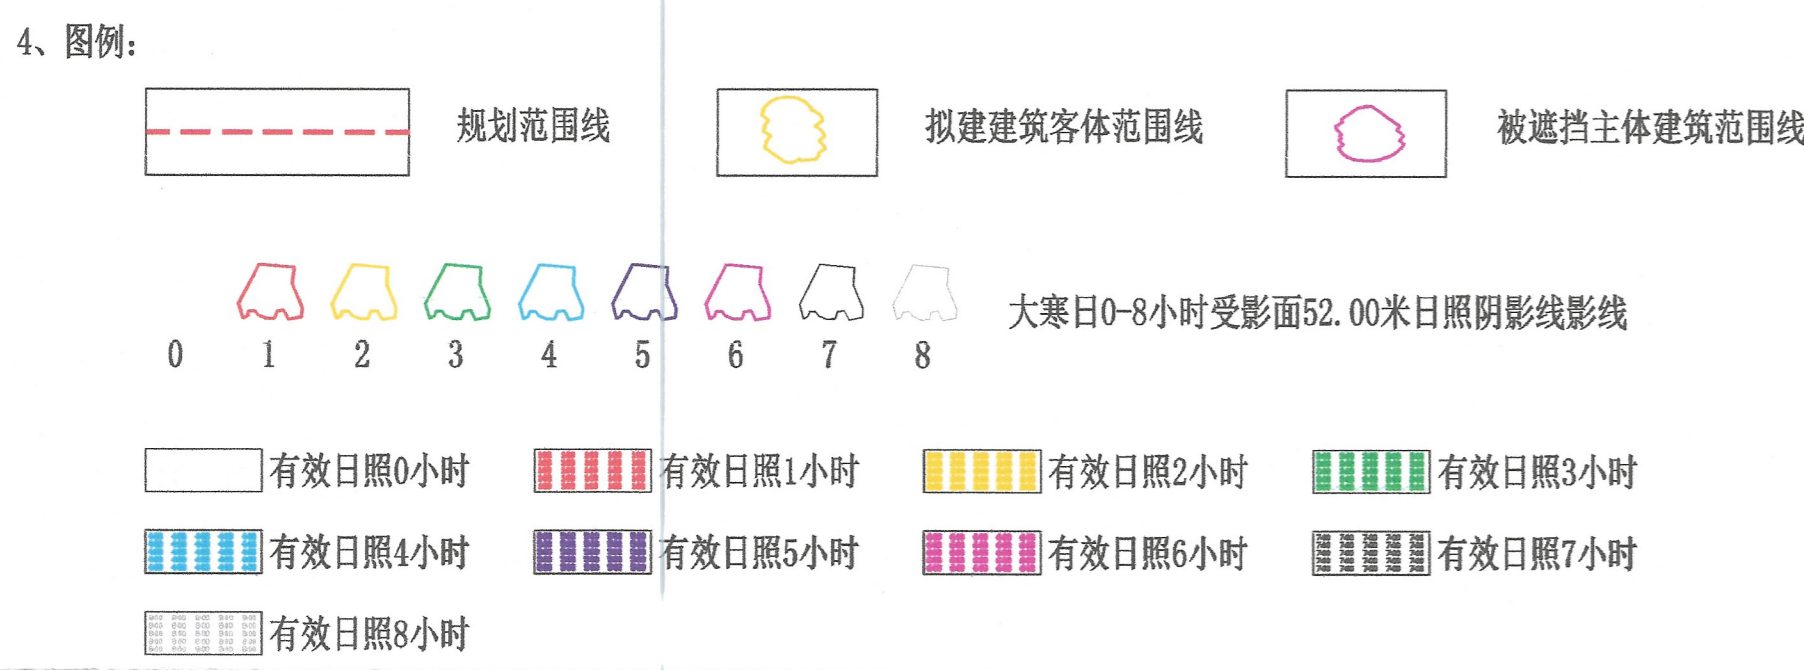 4、图例:
规划范围线 拟建建筑客体范围线 被遮挡主体建筑范围线
大寒日0-8小时受影面52.00米日照阴影线影线
0 1 2 3 4 5 6 7 8
有效日照0小时 有效日照1小时 有效日照2小时 有效日照3小时
有效日照4小时 有效日照5小时 有效日照6小时 有效日照7小时
有效日照8小时